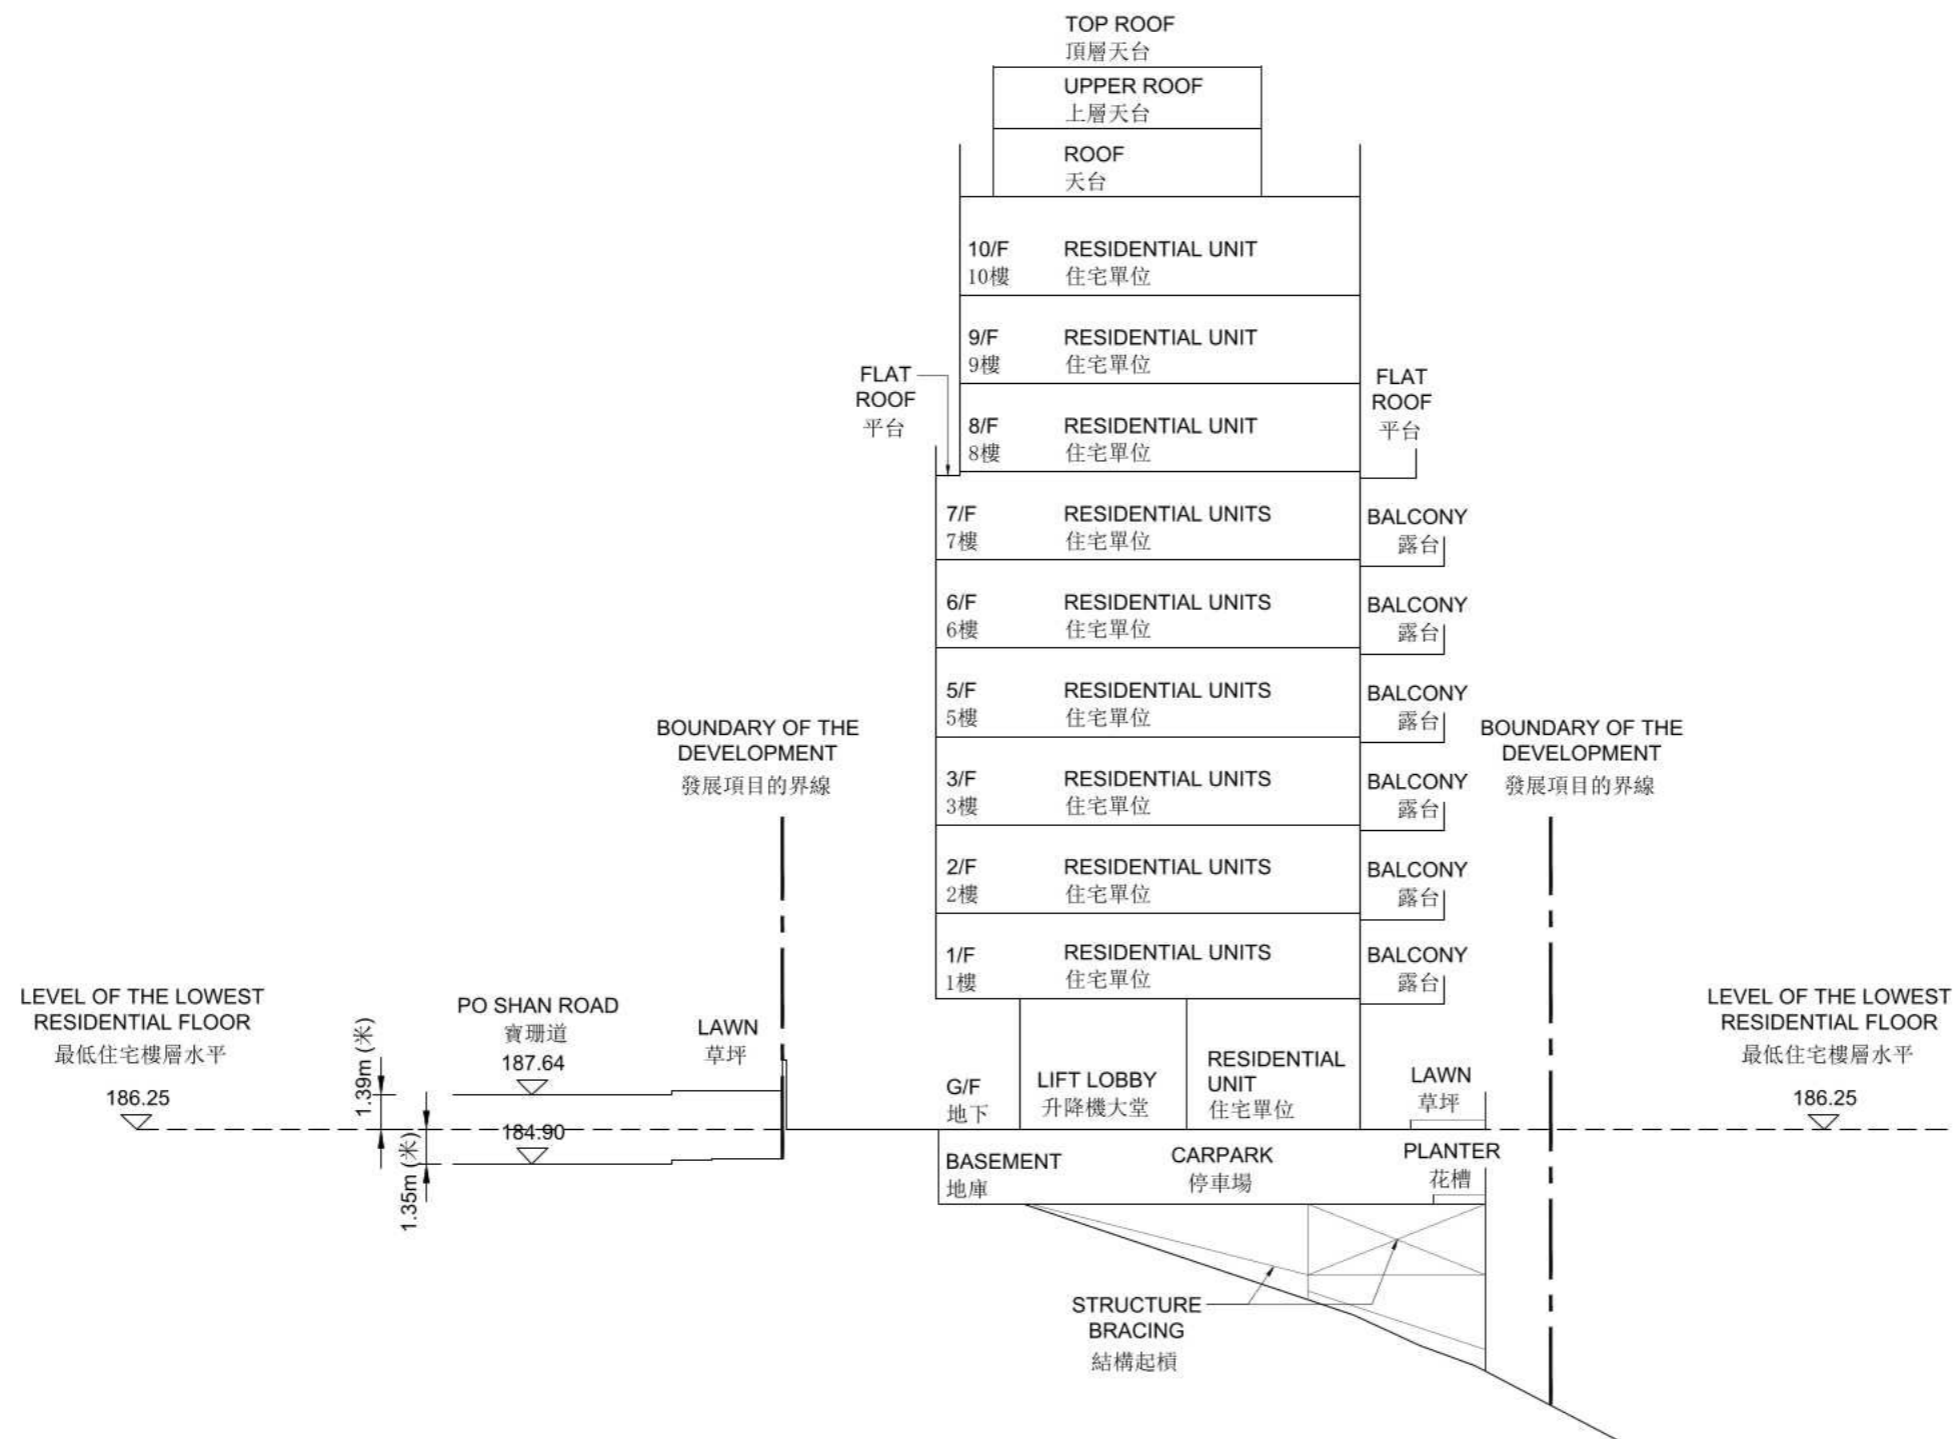 TOP ROOF
頂層天台
UPPER ROOF
上層天台
ROOF
天台
10/F RESIDENTIAL UNIT
10樓 住宅單位
9/F RESIDENTIAL UNIT
9樓 住宅單位
FLAT
ROOF
平台
FLAT
ROOF
平台
8/F RESIDENTIAL UNIT
8樓 住宅單位
7/F RESIDENTIAL UNITS
7樓 住宅單位
BALCONY
露台
6/F RESIDENTIAL UNITS
6樓 住宅單位
BALCONY
露台
5/F RESIDENTIAL UNITS
5樓 住宅單位
BALCONY
露台
BOUNDARY OF THE
DEVELOPMENT
發展項目的界線
BOUNDARY OF THE
DEVELOPMENT
發展項目的界線
3/F RESIDENTIAL UNITS
3樓 住宅單位
BALCONY
露台
2/F RESIDENTIAL UNITS
2樓 住宅單位
BALCONY
露台
1/F RESIDENTIAL UNITS
1樓 住宅單位
BALCONY
露台
LEVEL OF THE LOWEST
RESIDENTIAL FLOOR
最低住宅樓層水平
186.25
1.39m (米)
1.35m (米)
PO SHAN ROAD
寶珊道
187.64
184.90
LAWN
草坪
G/F
地下
LIFT LOBBY
升降機大堂
RESIDENTIAL
UNIT
住宅單位
LAWN
草坪
LEVEL OF THE LOWEST
RESIDENTIAL FLOOR
最低住宅樓層水平
186.25
BASEMENT
地庫
CARPARK
停車場
PLANTER
花槽
STRUCTURE
BRACING
結構起槓